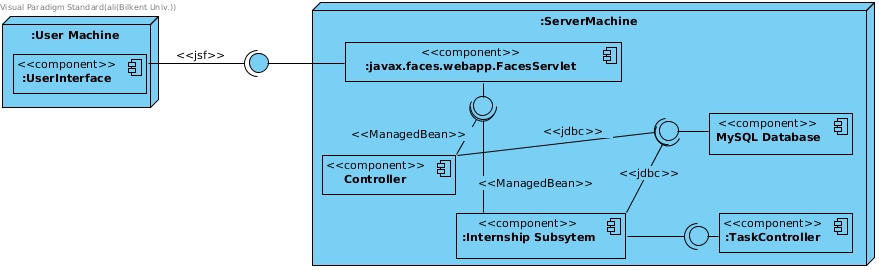 Visual Paradigm Standard(ali(Bilkent Univ.))
:User Machine
<<component>>
:UserInterface
<<jsf>>
:ServerMachine
<<component>>
:javax.faces.webapp.FacesServlet
<<ManagedBean>>
<<jdbc>>
<<component>>
MySQL Database
<<component>>
Controller
<<ManagedBean>>
<<jdbc>>
<<component>>
:Internship Subsytem
<<component>>
:TaskController